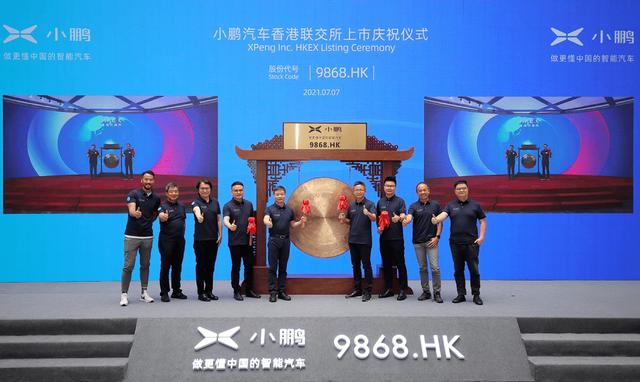 小鹏汽车香港联交所上市庆祝仪式
XPeng Inc. HKEX Listing Ceremony
小鹏
做更懂中国的智能汽车
股份代号
Stock Code
9868.HK
2021.07.07
小鹏
做更懂中国的智能汽车
小鹏
9868.HK
小鹏
做更懂中国的智能汽车
9868.HK